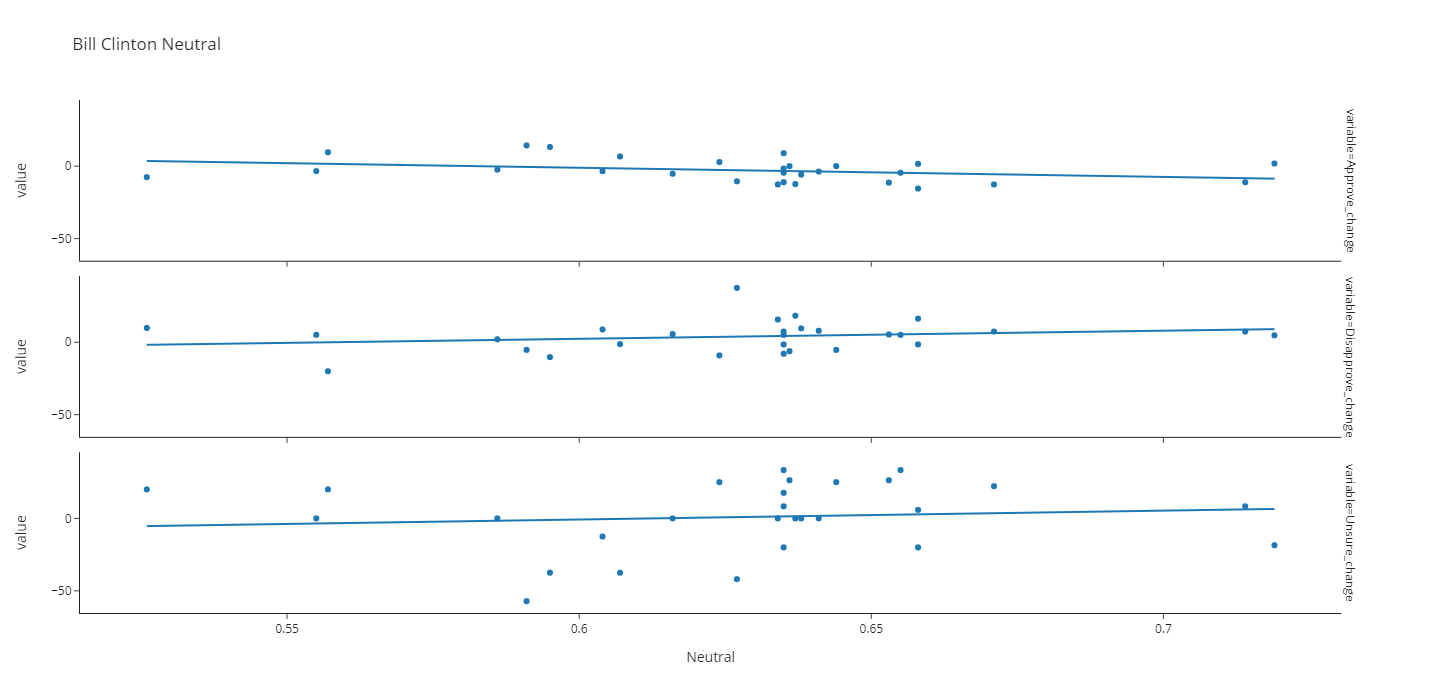 Bill Clinton Neutral
value
0
−50
variable=Approve_change
value
0
−50
variable=Disapprove_change
value
0
−50
variable=Unsure_change
0.55
0.6
0.65
0.7
Neutral